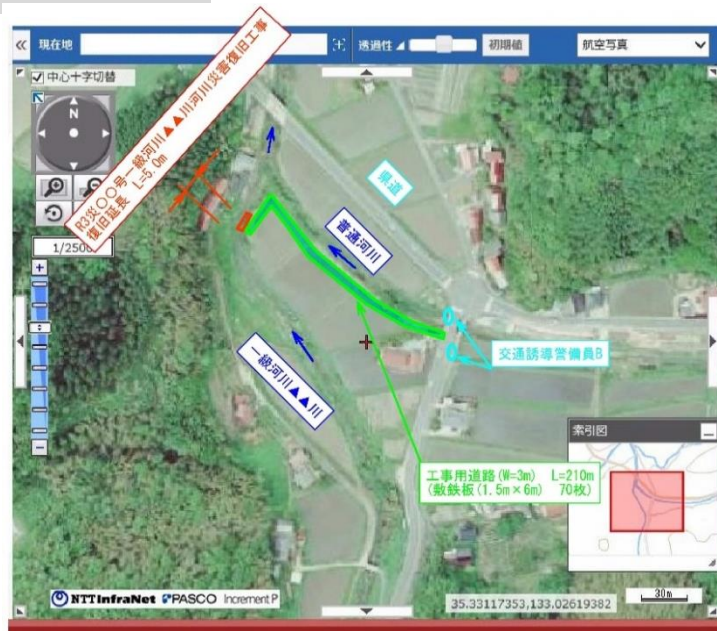 現在地
透過性
初期値
航空写真
中心十字切替
N
R3災〇〇号一級河川▲▲川河川災害復旧工事
復旧延長 L=5.0m
県道
普通河川
一級河川▲▲川
交通誘導警備員B
工事用道路(W=3m) L=210m
(敷鉄板(1.5m×6m) 70枚)
索引図
NTTInfraNet PASCO Increment P
35.33117353,133.02619382
30m